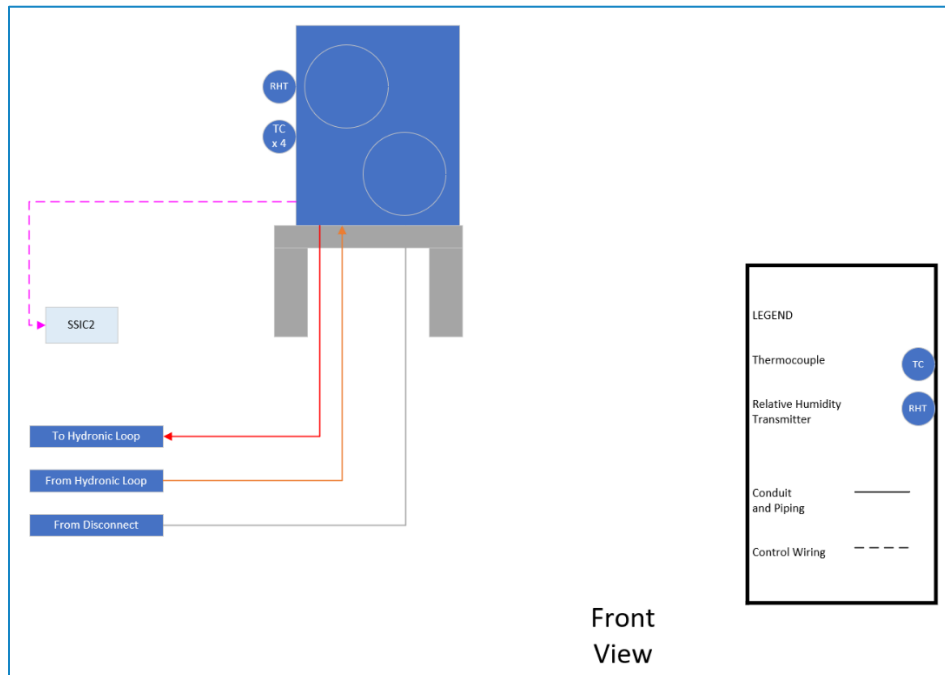 RHT
TC
x 4
SSIC2
To Hydronic Loop
From Hydronic Loop
From Disconnect
LEGEND
Thermocouple
TC
Relative Humidity
Transmitter
RHT
Conduit
and Piping
Control Wiring
Front
View